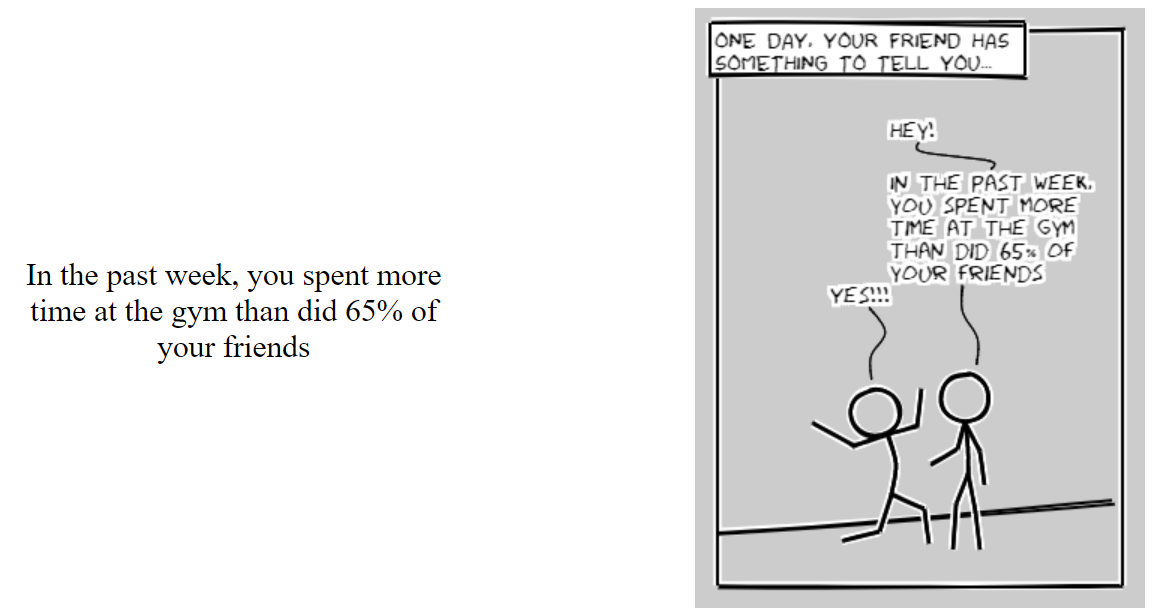 In the past week, you spent more
time at the gym than did 65% of
your friends
ONE DAY, YOUR FRIEND HAS
SOMETHING TO TELL YOU...
HEY!
IN THE PAST WEEK,
YOU SPENT MORE
TIME AT THE GYM
THAN DID 65% OF
YOUR FRIENDS
YES!!!